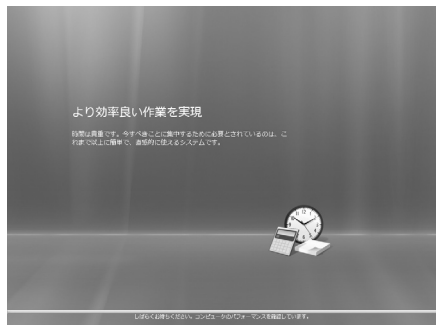 より効率良い作業を実現
時間は貴重です。今すべきことに集中するために必要とされているのは、こ
れまで以上に簡単で、直感的に使えるシステムです。
しばらくお待ちください。コンピュータのパフォーマンスを確認しています。